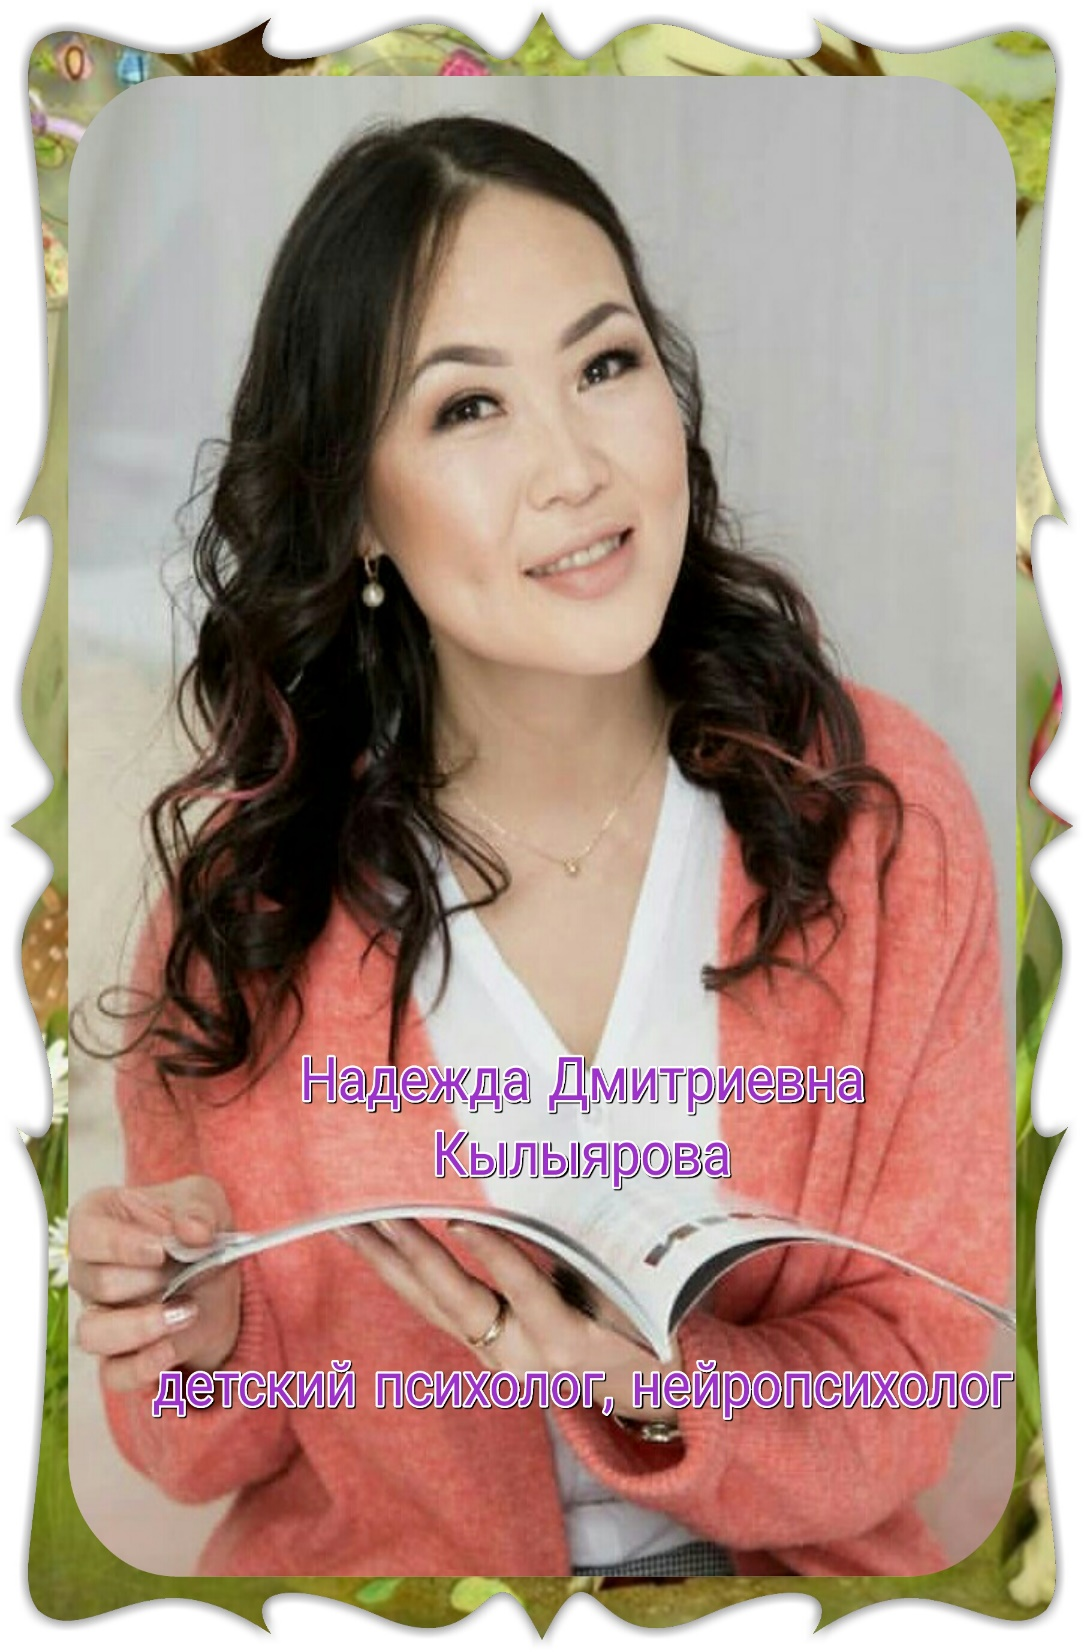 Надежда Дмитриевна
Кылыярова
детский психолог, нейропсихолог